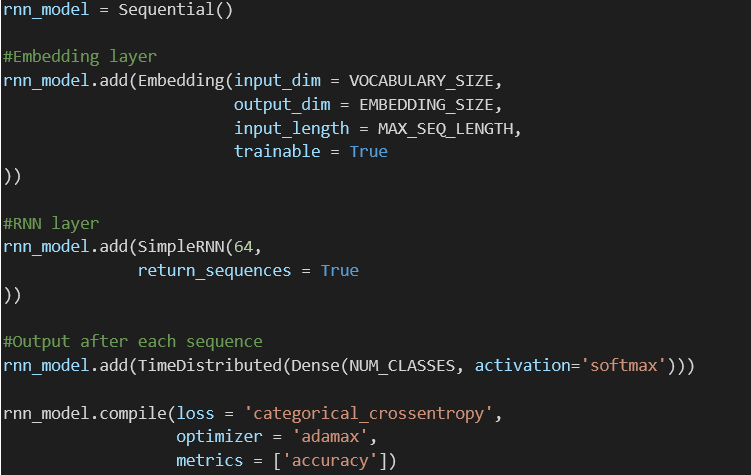 rnn_model = Sequential()
#Embedding layer
rnn_model.add(Embedding(input_dim = VOCABULARY_SIZE,
output_dim = EMBEDDING_SIZE,
input_length = MAX_SEQ_LENGTH,
trainable = True
))
#RNN layer
rnn_model.add(SimpleRNN(64,
return_sequences = True
))
#Output after each sequence
rnn_model.add(TimeDistributed(Dense(NUM_CLASSES, activation='softmax')))
rnn_model.compile(loss = 'categorical_crossentropy',
optimizer = 'adamax',
metrics = ['accuracy'])